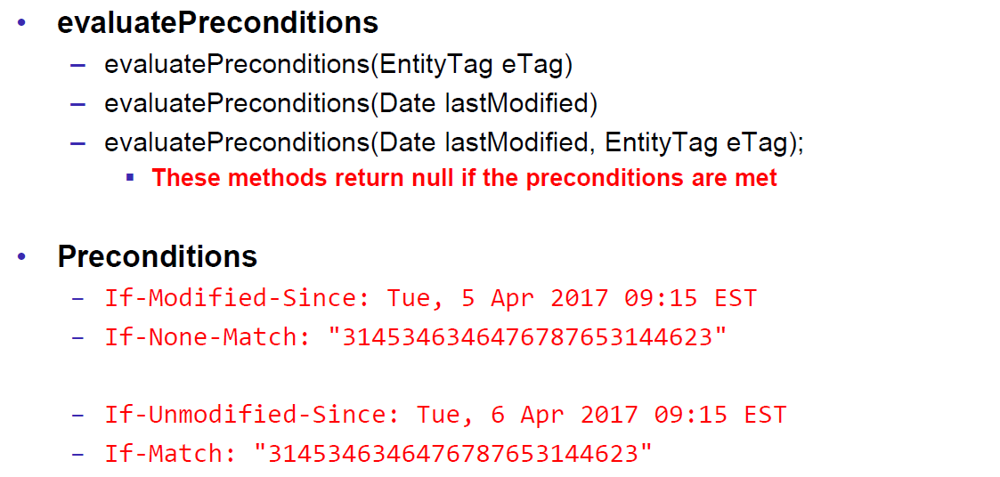 • evaluatePreconditions
– evaluatePreconditions(EntityTag eTag)
– evaluatePreconditions(Date lastModified)
– evaluatePreconditions(Date lastModified, EntityTag eTag);
▪ These methods return null if the preconditions are met
• Preconditions
– If-Modified-Since: Tue, 5 Apr 2017 09:15 EST
– If-None-Match: "31453463464767876531​44623"
– If-Unmodified-Since: Tue, 6 Apr 2017 09:15 EST
– If-Match: "3145346346476787653144623"